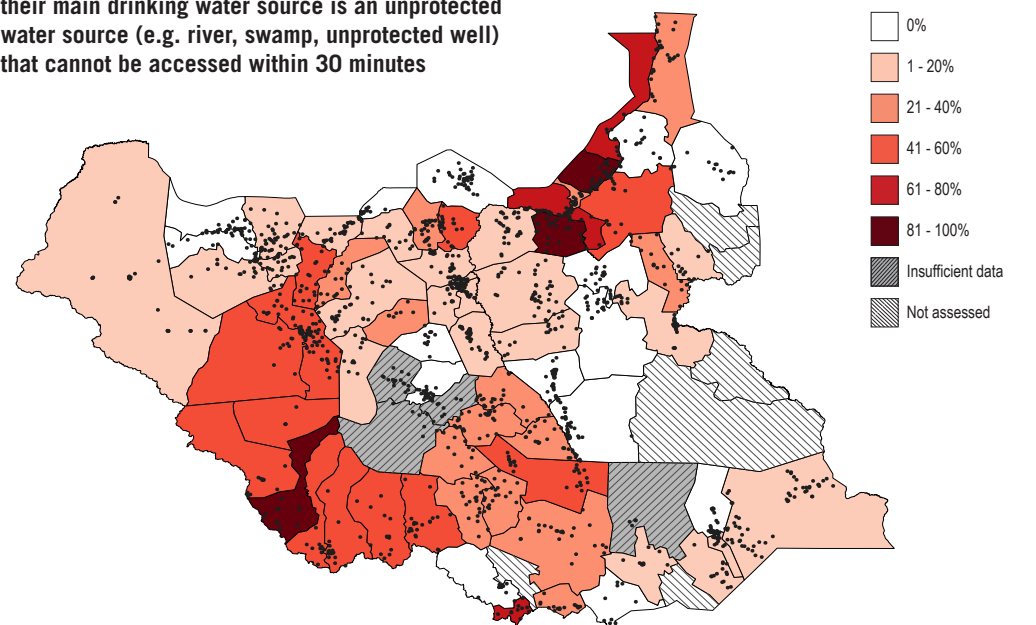 their main drinking water source is an unprotected
water source (e.g. river, swamp, unprotected well)
that cannot be accessed within 30 minutes
0%
1 - 20%
21 - 40%
41 - 60%
61 - 80%
81 - 100%
Insufficient data
Not assessed